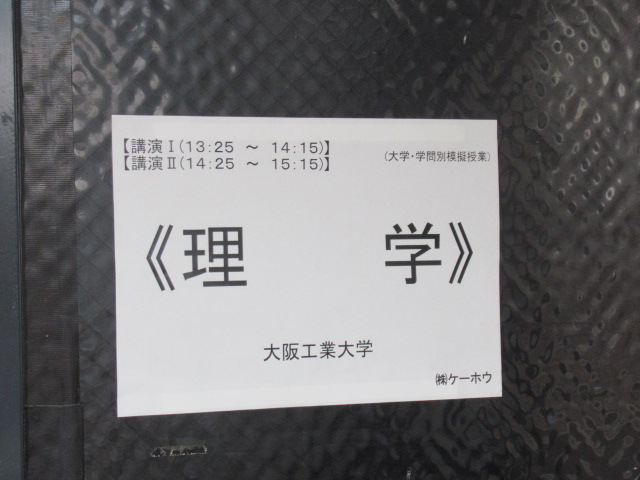 【講演Ⅰ(13:25 ～ 14:15)】
【講演Ⅱ(14:25 ～ 15:15)】
(大学・学問別模擬授業)
《理 学》
大阪工業大学
㈱ケーホウ